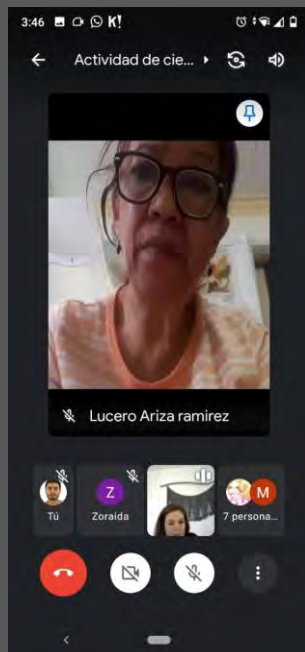 3:46 K!
Actividad de cie...
Lucero Ariza ramirez
Z M
Tú Zoraida 7 persona...